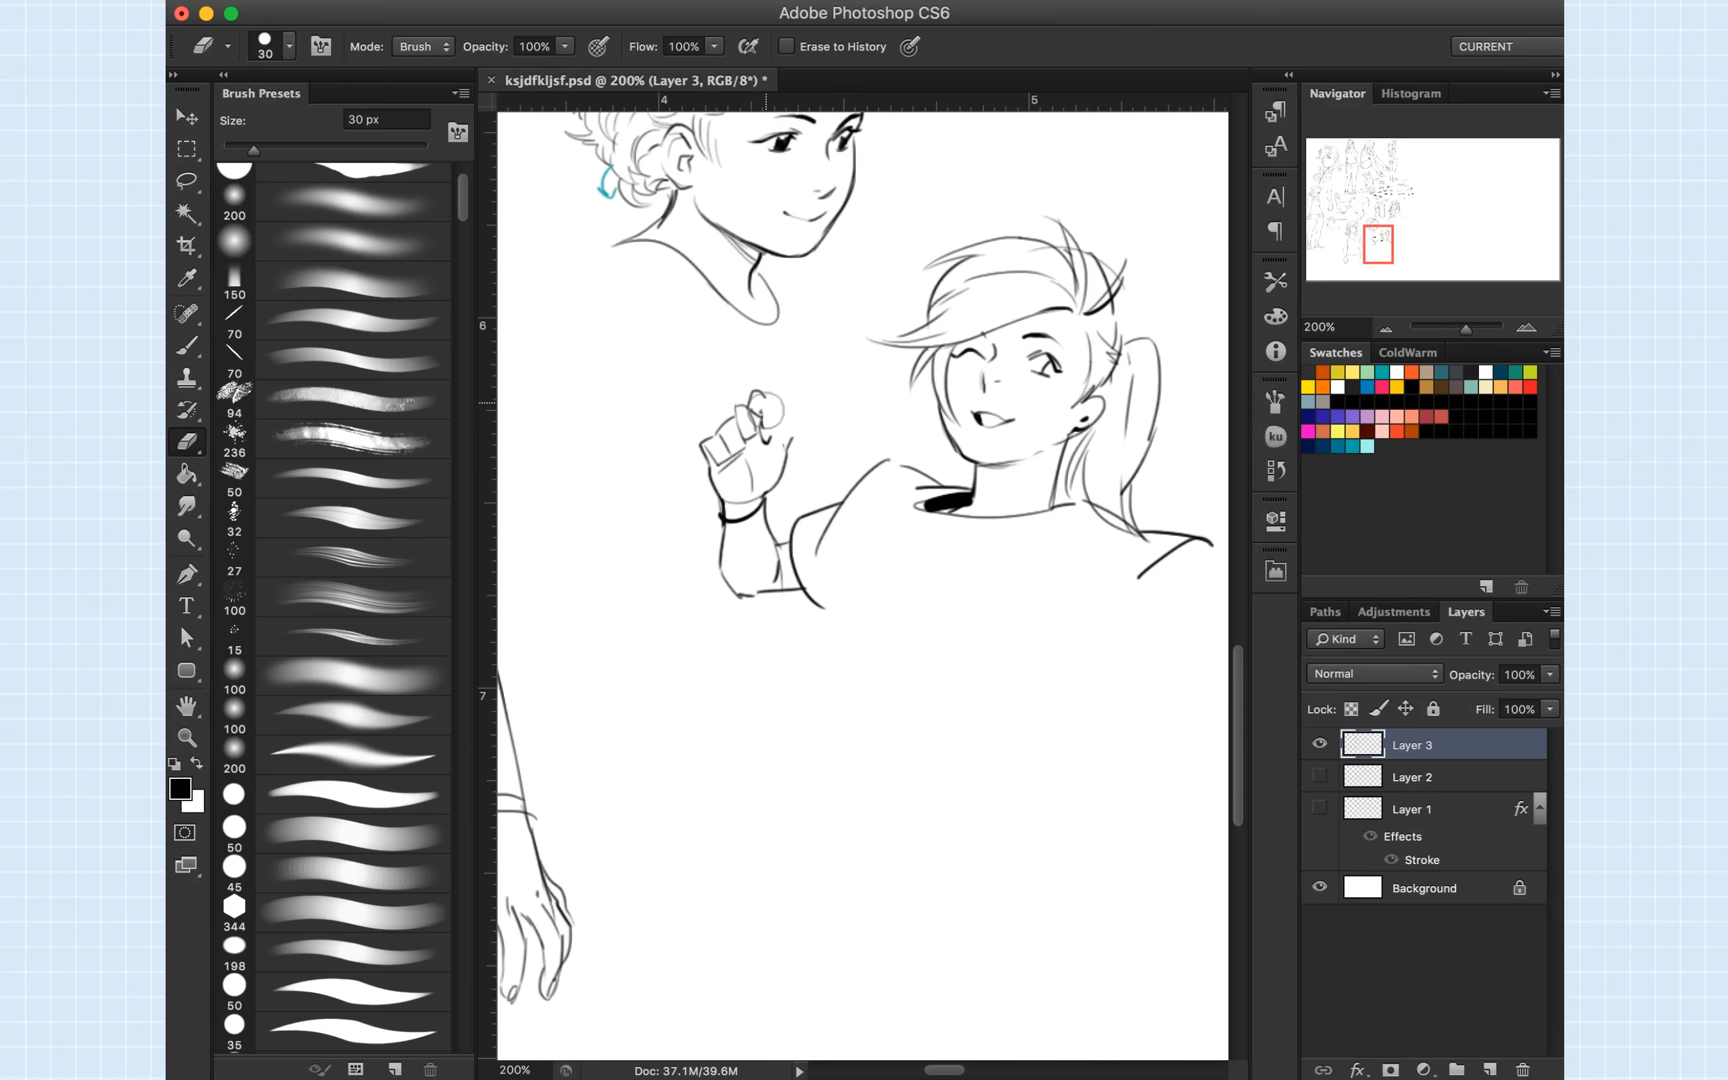 Adobe Photoshop CS6
30
Mode: Brush Opacity: 100% Flow: 100% Erase to History CURRENT
ksjdfkljsf.psd @ 200% (Layer 3, RGB/8*) *
Brush Presets
Size: 30 px
200
150
70
70
94
236
50
32
27
100
15
100
100
200
50
45
344
198
50
35
4 5
6
7
Navigator Histogram
200%
Swatches ColdWarm
ku
Paths Adjustments Layers
Kind
Normal Opacity: 100%
Lock: Fill: 100%
Layer 3
Layer 2
Layer 1 fx
Effects
Stroke
Background
200% Doc: 37.1M/39.6M
fx